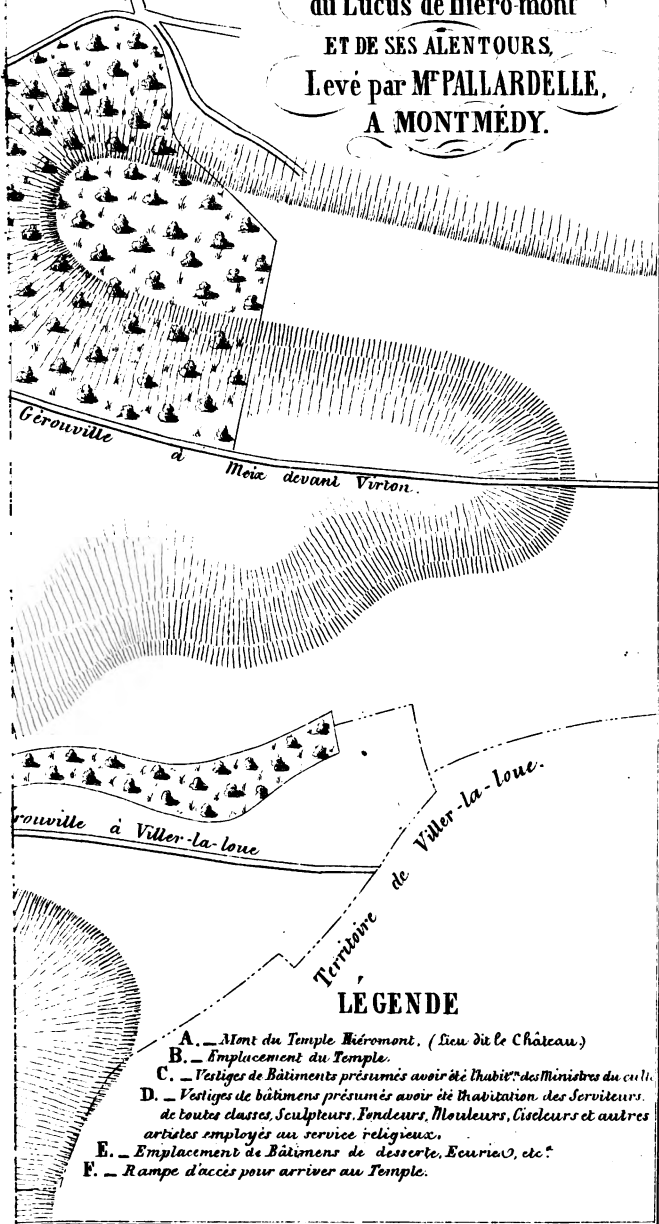 du Lucus de hiéro-mont
ET DE SES ALENTOURS,
Levé par Mr PALLARDELLE,
A MONTMÉDY.
Gérouville à Meix devant Virton.
rouville à Viller-la-loue
Territoire de Viller-la-loue.
LÉGENDE
A. _ Mont du Temple Hiéromont, (Lieu dit le Château.)
B. _ Emplacement du Temple.
C. _ Vestiges de Bâtiments présumés avoir été l'habiton des Ministres du cult
D. _ Vestiges de bâtimens présumés avoir été l'habitation des Serviteurs
de toutes classes, Sculpteurs, Fondeurs, Mouleurs, Ciseleurs et autres
artistes employés au service religieux.
E. _ Emplacement de Bâtimens de desserte, Ecuries, etca.
F. _ Rampe d'accès pour arriver au Temple.